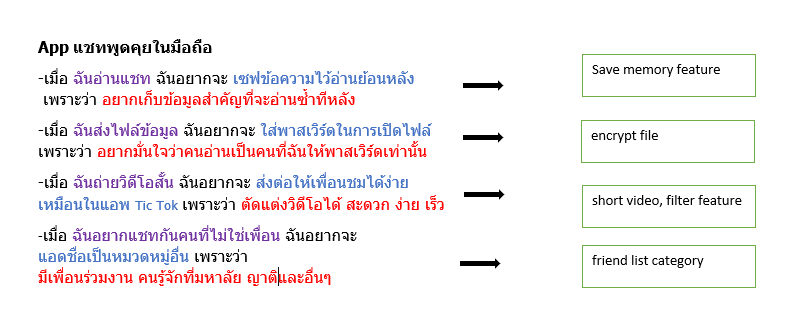 App แชทพูดคุยในมือถือ
-เมื่อ ฉันอ่านแชท ฉันอยากจะ เซฟข้อความไว้อ่านย้อนหลัง
เพราะว่า อยากเก็บข้อมูลสำคัญที่จะอ่านซ้ำทีหลัง
Save memory feature
-เมื่อ ฉันส่งไฟล์ข้อมูล ฉันอยากจะ ใส่พาสเวิร์ดในการเปิดไฟล์
เพราะว่า อยากมั่นใจว่าคนอ่านเป็นคนที่ฉันให้พาสเวิร์ดเท่านั้น
encrypt file
-เมื่อ ฉันถ่ายวิดีโอสั้น ฉันอยากจะ ส่งต่อให้เพื่อนชมได้ง่าย
เหมือนในแอพ Tic Tok เพราะว่า ตัดแต่งวิดีโอได้ สะดวก ง่าย เร็ว
short video, filter feature
-เมื่อ ฉันอยากแชทกับคนที่ไม่ใช่เพื่อน ฉันอยากจะ
แอดชื่อเป็นหมวดหมู่อื่น เพราะว่า
มีเพื่อนร่วมงาน คนรู้จักที่มหาลัย ญาติและอื่นๆ
friend list category